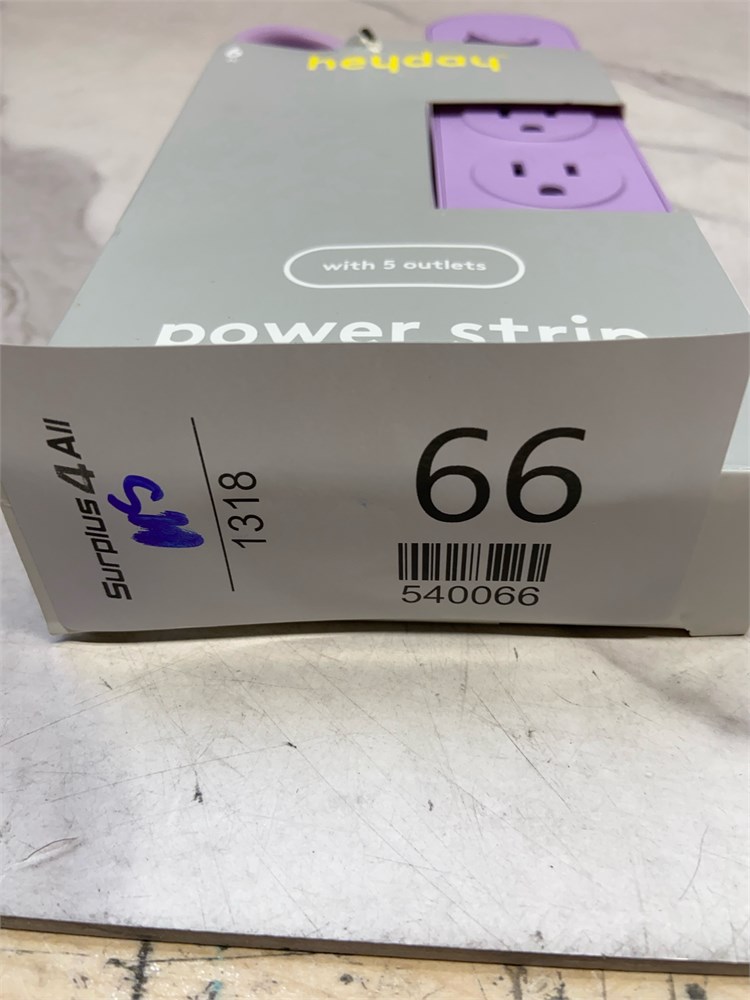 heyday
with 5 outlets
power strip
Surplus 4 All
1318
66
540066